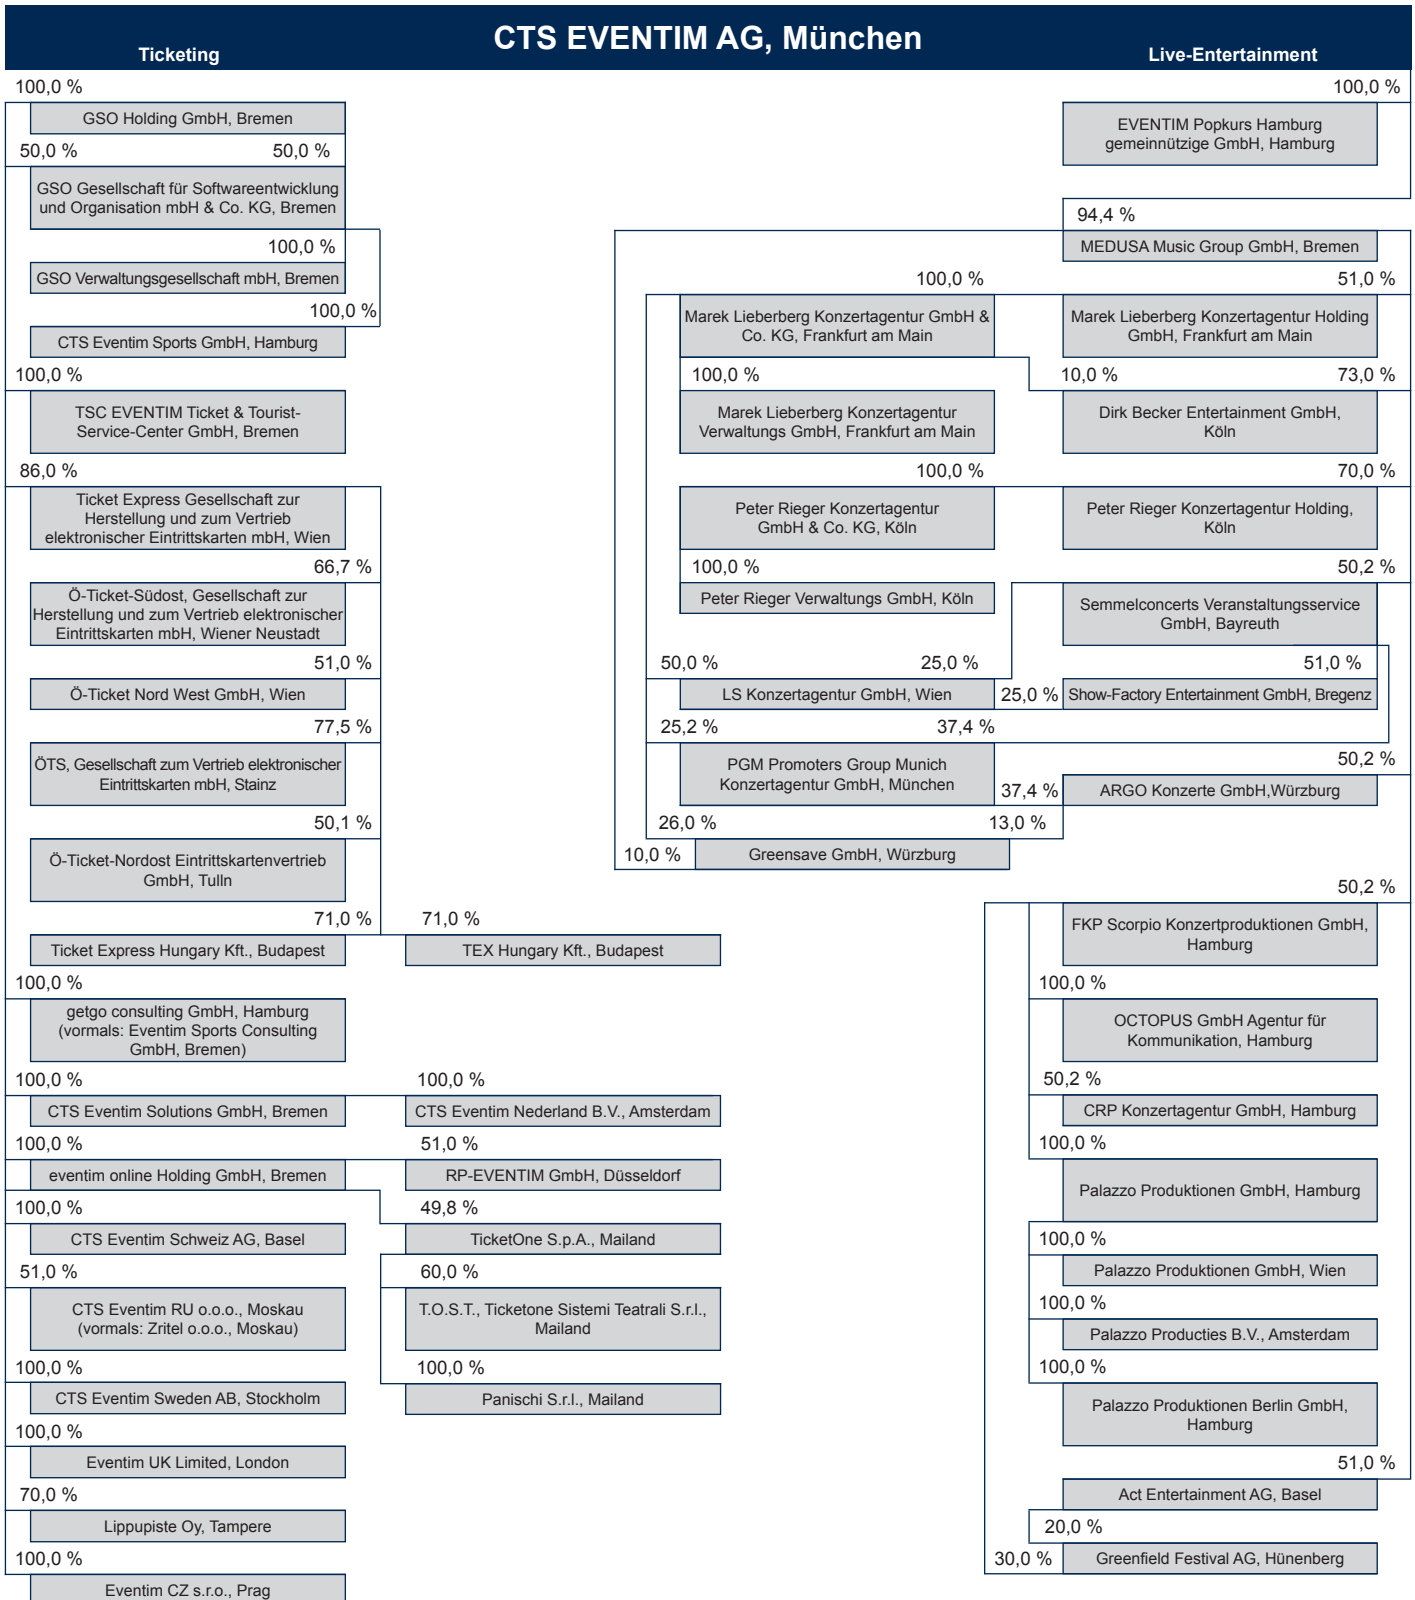 CTS EVENTIM AG, München
Ticketing
Live-Entertainment
100,0 %
GSO Holding GmbH, Bremen
50,0 %
50,0 %
GSO Gesellschaft für Softwareentwicklung
und Organisation mbH & Co. KG, Bremen
100,0 %
GSO Verwaltungsgesellschaft mbH, Bremen
100,0 %
CTS Eventim Sports GmbH, Hamburg
100,0 %
TSC EVENTIM Ticket & Tourist-
Service-Center GmbH, Bremen
86,0 %
Ticket Express Gesellschaft zur
Herstellung und zum Vertrieb
elektronischer Eintrittskarten mbH, Wien
66,7 %
Ö-Ticket-Südost, Gesellschaft zur
Herstellung und zum Vertrieb elektronischer
Eintrittskarten mbH, Wiener Neustadt
51,0 %
Ö-Ticket Nord West GmbH, Wien
77,5 %
ÖTS, Gesellschaft zum Vertrieb elektronischer
Eintrittskarten mbH, Stainz
50,1 %
Ö-Ticket-Nordost Eintrittskartenvertrieb
GmbH, Tulln
71,0 %
Ticket Express Hungary Kft., Budapest
71,0 %
TEX Hungary Kft., Budapest
100,0 %
getgo consulting GmbH, Hamburg
(vormals: Eventim Sports Consulting
GmbH, Bremen)
100,0 %
CTS Eventim Solutions GmbH, Bremen
100,0 %
CTS Eventim Nederland B.V., Amsterdam
100,0 %
eventim online Holding GmbH, Bremen
51,0 %
RP-EVENTIM GmbH, Düsseldorf
100,0 %
CTS Eventim Schweiz AG, Basel
49,8 %
TicketOne S.p.A., Mailand
51,0 %
CTS Eventim RU o.o.o., Moskau
(vormals: Zritel o.o.o., Moskau)
60,0 %
T.O.S.T., Ticketone Sistemi Teatrali S.r.l.,
Mailand
100,0 %
CTS Eventim Sweden AB, Stockholm
100,0 %
Panischi S.r.l., Mailand
100,0 %
Eventim UK Limited, London
70,0 %
Lippupiste Oy, Tampere
100,0 %
Eventim CZ s.r.o., Prag
100,0 %
EVENTIM Popkurs Hamburg
gemeinnützige GmbH, Hamburg
94,4 %
MEDUSA Music Group GmbH, Bremen
100,0 %
51,0 %
Marek Lieberberg Konzertagentur GmbH &
Co. KG, Frankfurt am Main
Marek Lieberberg Konzertagentur Holding
GmbH, Frankfurt am Main
100,0 %
10,0 %
73,0 %
Marek Lieberberg Konzertagentur
Verwaltungs GmbH, Frankfurt am Main
Dirk Becker Entertainment GmbH,
Köln
100,0 %
70,0 %
Peter Rieger Konzertagentur
GmbH & Co. KG, Köln
Peter Rieger Konzertagentur Holding,
Köln
100,0 %
50,2 %
Peter Rieger Verwaltungs GmbH, Köln
Semmelconcerts Veranstaltungsservice
GmbH, Bayreuth
50,0 %
25,0 %
51,0 %
LS Konzertagentur GmbH, Wien
25,0 %
Show-Factory Entertainment GmbH, Bregenz
25,2 %
37,4 %
PGM Promoters Group Munich
Konzertagentur GmbH, München
50,2 %
37,4 %
ARGO Konzerte GmbH,Würzburg
26,0 %
13,0 %
10,0 %
Greensave GmbH, Würzburg
50,2 %
FKP Scorpio Konzertproduktionen GmbH,
Hamburg
100,0 %
OCTOPUS GmbH Agentur für
Kommunikation, Hamburg
50,2 %
CRP Konzertagentur GmbH, Hamburg
100,0 %
Palazzo Produktionen GmbH, Hamburg
100,0 %
Palazzo Produktionen GmbH, Wien
100,0 %
Palazzo Producties B.V., Amsterdam
100,0 %
Palazzo Produktionen Berlin GmbH,
Hamburg
51,0 %
Act Entertainment AG, Basel
20,0 %
30,0 %
Greenfield Festival AG, Hünenberg